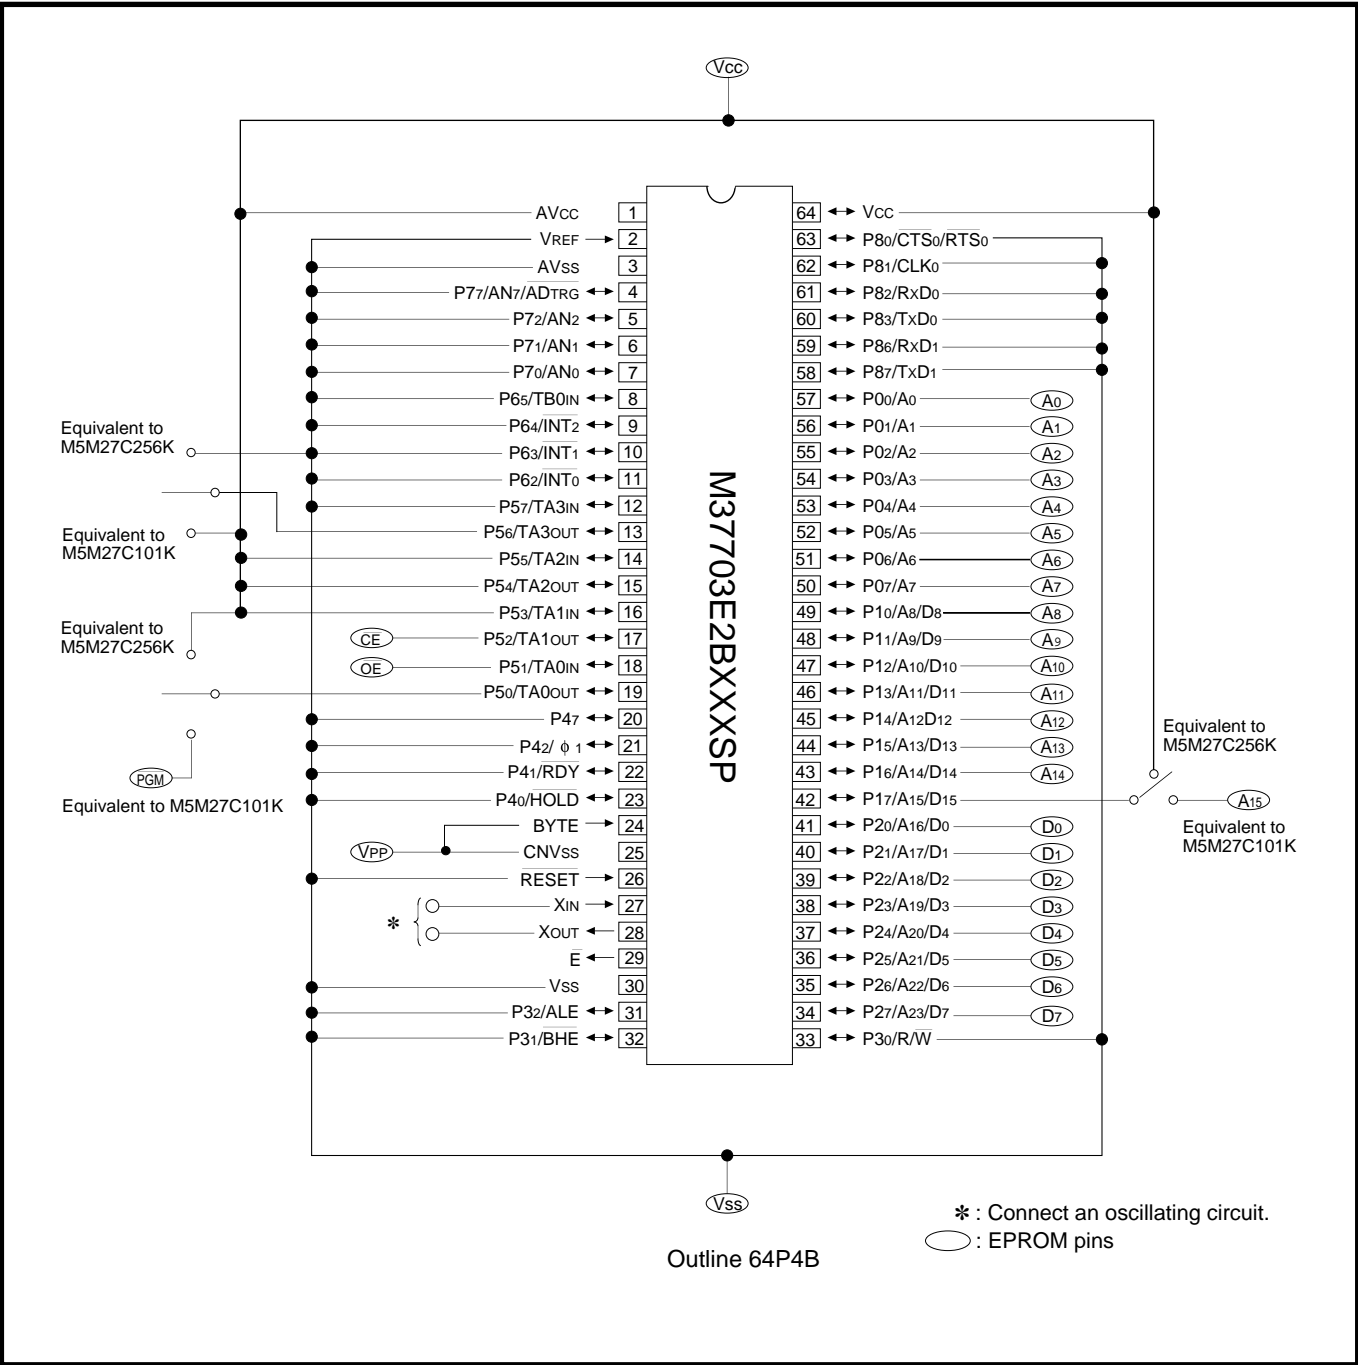 Vcc
AVcc 1
VREF 2
AVss 3
P77/AN7/ADTRG 4
P72/AN2 5
P71/AN1 6
P70/AN0 7
P65/TB0IN 8
P64/INT2 9
P63/INT1 10
P62/INT0 11
P57/TA3IN 12
P56/TA3OUT 13
P55/TA2IN 14
P54/TA2OUT 15
P53/TA1IN 16
CE P52/TA1OUT 17
OE P51/TA0IN 18
P50/TA0OUT 19
P47 20
P42/ φ 1 21
P41/RDY 22
P40/HOLD 23
BYTE 24
VPP CNVss 25
RESET 26
XIN 27
XOUT 28
E 29
Vss 30
P32/ALE 31
P31/BHE 32
Equivalent to
M5M27C256K
Equivalent to
M5M27C101K
Equivalent to
M5M27C256K
PGM
Equivalent to M5M27C101K
✻
M37703E2BXXXSP
64 Vcc
63 P80/CTS0/RTS0
62 P81/CLK0
61 P82/RxD0
60 P83/TxD0
59 P86/RxD1
58 P87/TxD1
57 P00/A0 A0
56 P01/A1 A1
55 P02/A2 A2
54 P03/A3 A3
53 P04/A4 A4
52 P05/A5 A5
51 P06/A6 A6
50 P07/A7 A7
49 P10/A8/D8 A8
48 P11/A9/D9 A9
47 P12/A10/D10 A10
46 P13/A11/D11 A11
45 P14/A12D12 A12
44 P15/A13/D13 A13
43 P16/A14/D14 A14
42 P17/A15/D15 A15
41 P20/A16/D0 D0
40 P21/A17/D1 D1
39 P22/A18/D2 D2
38 P23/A19/D3 D3
37 P24/A20/D4 D4
36 P25/A21/D5 D5
35 P26/A22/D6 D6
34 P27/A23/D7 D7
33 P30/R/W
Equivalent to
M5M27C256K
Equivalent to
M5M27C101K
Vss
✻ : Connect an oscillating circuit.
: EPROM pins
Outline 64P4B